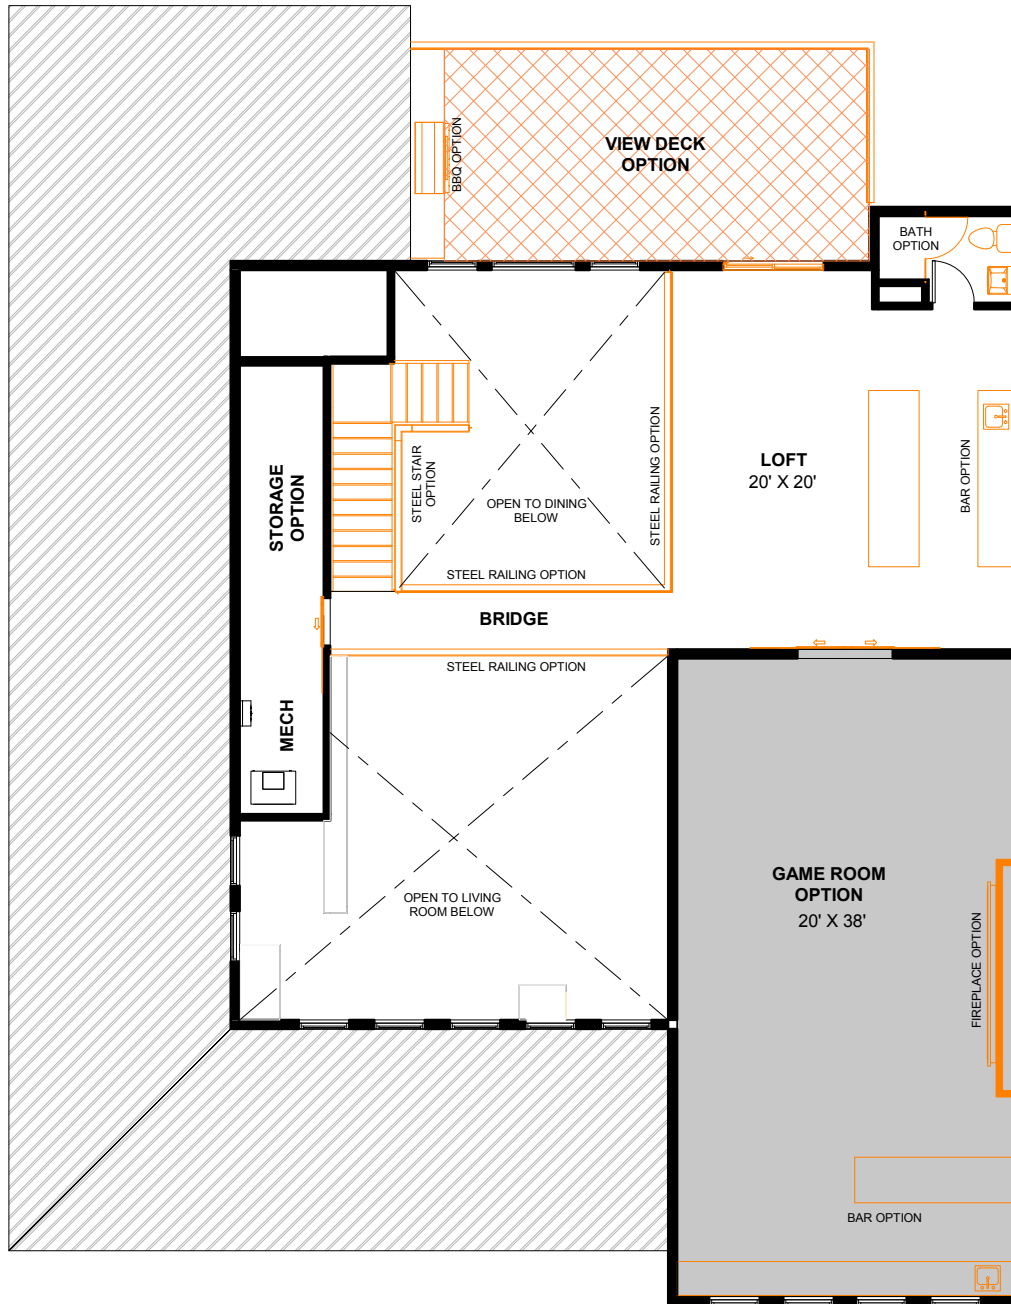 VIEW DECK
OPTION
BBQ OPTION
BATH
OPTION
STORAGE
OPTION
STEEL STAIR
OPTION
OPEN TO DINING
BELOW
STEEL RAILING OPTION
LOFT
20' X 20'
BAR OPTION
STEEL RAILING OPTION
BRIDGE
STEEL RAILING OPTION
MECH
OPEN TO LIVING
ROOM BELOW
GAME ROOM
OPTION
20' X 38'
FIREPLACE OPTION
BAR OPTION